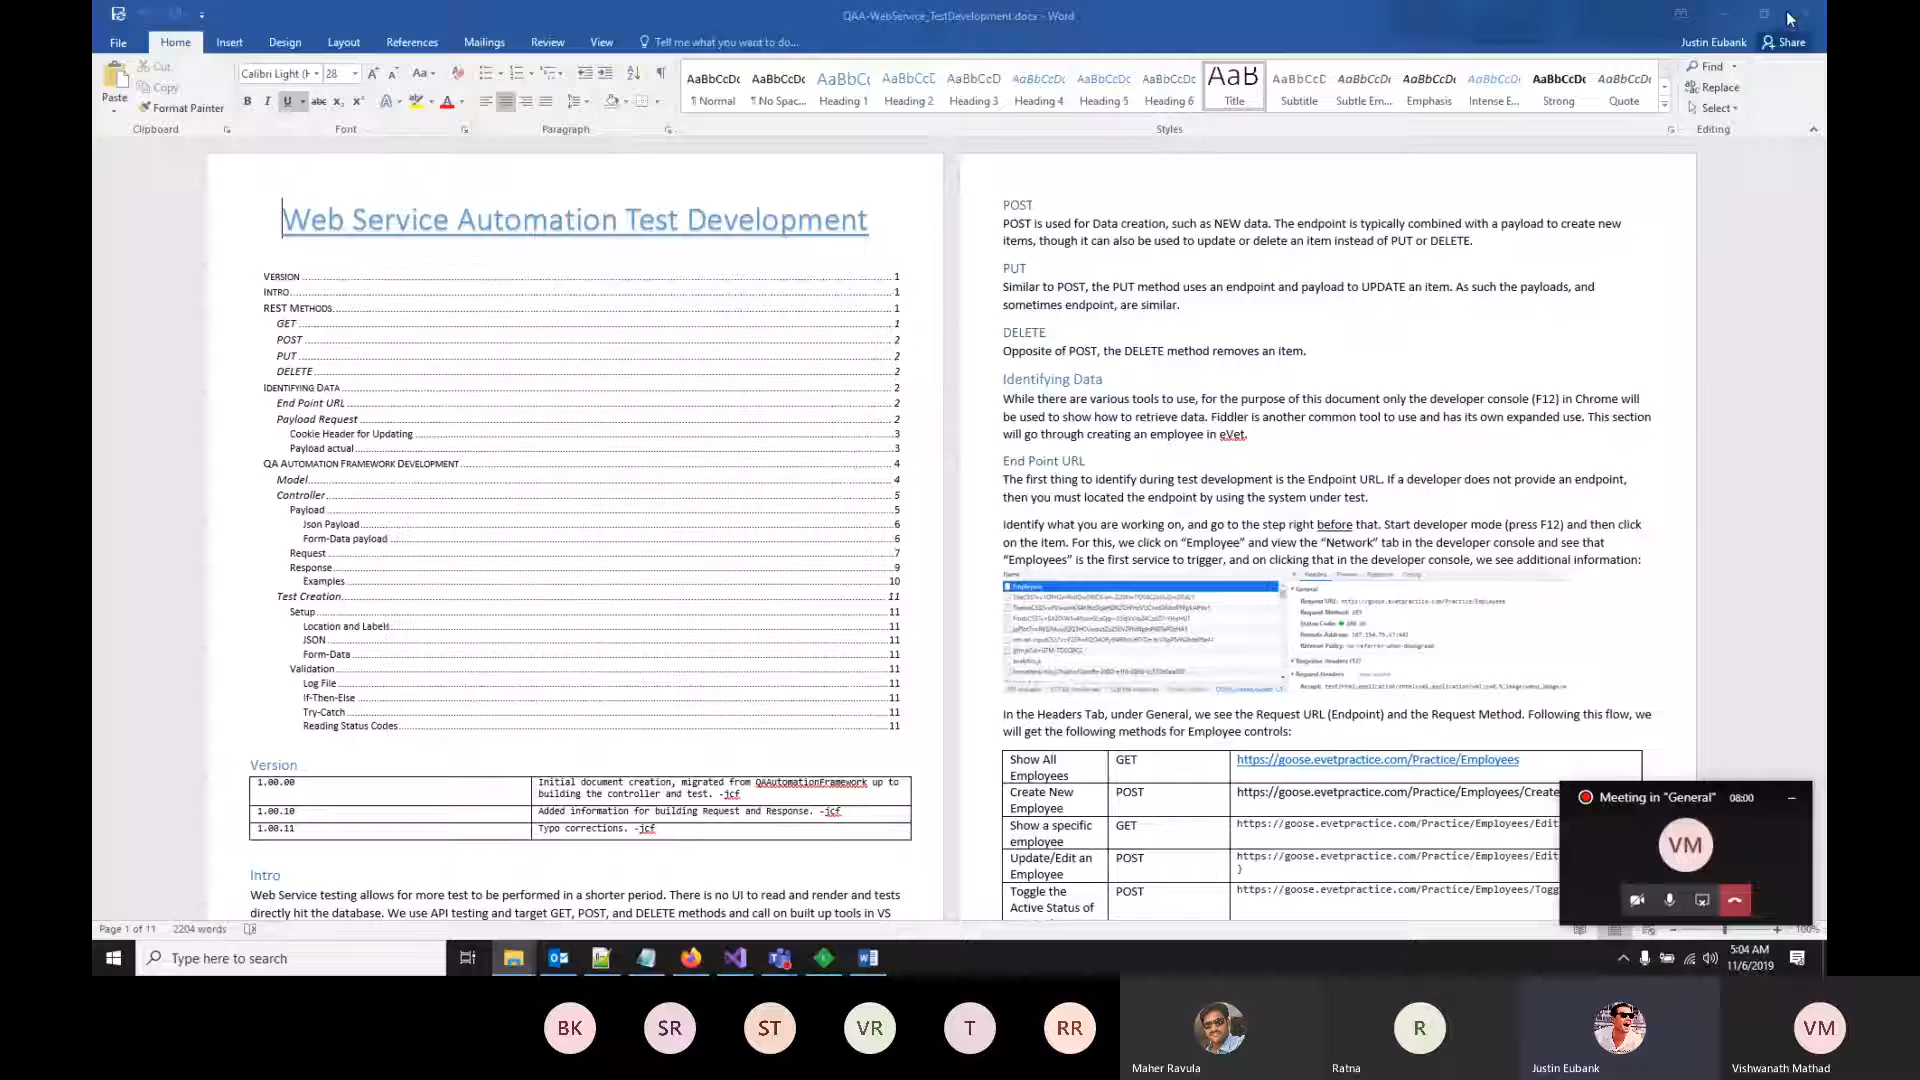 QAA-WebService_TestDevelopment.docx - Word
File Home Insert Design Layout References Mailings Review View Tell me what you want to do... Justin Eubank Share
Paste Cut Copy Format Painter
Clipboard
Calibri Light (H 28
Font
Paragraph
AaBbCcDc AaBbCcDc AaBbCc AaBbCcD AaBbCcD AaBbCcDc AaBbCcDc AaBbCcDc AaB AaBbCcD AaBbCcDc AaBbCcDc AaBbCcDc AaBbCcDc AaBbCcDc
¶ Normal ¶ No Spac... Heading 1 Heading 2 Heading 3 Heading 4 Heading 5 Heading 6 Title Subtitle Subtle Em... Emphasis Intense E... Strong Quote
Styles
Find
Replace
Select
Editing
Web Service Automation Test Development
Version 1
Intro 1
REST Methods 1
GET 1
POST 2
PUT 2
DELETE 2
Identifying Data 2
End Point URL 2
Payload Request 2
Cookie Header for Updating 3
Payload actual 3
QA Automation Framework Development 4
Model 4
Controller 5
Payload 5
Json Payload 6
Form-Data payload 6
Request 7
Response 9
Examples 10
Test Creation 11
Setup 11
Location and Labels 11
JSON 11
Form-Data 11
Validation 11
Log File 11
If-Then-Else 11
Try-Catch 11
Reading Status Codes 11
Version
1.00.00 Initial document creation, migrated from QAAutomationFramework up to
building the controller and test. -jcf
1.00.10 Added information for building Request and Response. -jcf
1.00.11 Typo corrections. -jcf
Intro
Web Service testing allows for more test to be performed in a shorter period. There is no UI to read and render and tests
directly hit the database. We use API testing and target GET, POST, and DELETE methods and call on built up tools in VS
POST
POST is used for Data creation, such as NEW data. The endpoint is typically combined with a payload to create new
items, though it can also be used to update or delete an item instead of PUT or DELETE.
PUT
Similar to POST, the PUT method uses an endpoint and payload to UPDATE an item. As such the payloads, and
sometimes endpoint, are similar.
DELETE
Opposite of POST, the DELETE method removes an item.
Identifying Data
While there are various tools to use, for the purpose of this document only the developer console (F12) in Chrome will
be used to show how to retrieve data. Fiddler is another common tool to use and has its own expanded use. This section
will go through creating an employee in eVet.
End Point URL
The first thing to identify during test development is the Endpoint URL. If a developer does not provide an endpoint,
then you must located the endpoint by using the system under test.
Identify what you are working on, and go to the step right before that. Start developer mode (press F12) and then click
on the item. For this, we click on “Employee” and view the “Network” tab in the developer console and see that
“Employees” is the first service to trigger, and on clicking that in the developer console, we see additional information:
Name Headers
Employees General
Request URL: https://goose.evetpractice.com/Practice/Employees
Request Method: GET
Status Code:
Remote Address:
Referrer Policy: no-referrer-when-downgrade
Response Headers
Request Headers
In the Headers Tab, under General, we see the Request URL (Endpoint) and the Request Method. Following this flow, we
will get the following methods for Employee controls:
Show All GET https://goose.evetpractice.com/Practice/Employees
Employees
Create New POST https://goose.evetpractice.com/Practice/Employees/Create
Employee
Show a specific GET https://goose.evetpractice.com/Practice/Employees/Edit
employee
Update/Edit an POST https://goose.evetpractice.com/Practice/Employees/Edit
Employee }
Toggle the POST https://goose.evetpractice.com/Practice/Employees/Togg
Active Status of
Meeting in "General" 08:00
VM
Page 1 of 11 2204 words 100%
Type here to search
5:04 AM
11/6/2019
BK SR ST VR T RR R VM
Maher Ravula Ratna Justin Eubank Vishwanath Mathad